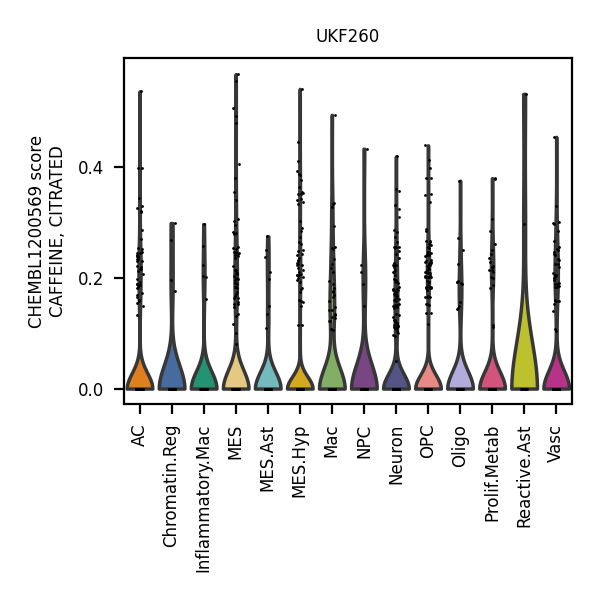 UKF260
CHEMBL1200569 score
CAFFEINE, CITRATED
0.4
0.2
0.0
AC
Chromatin.Reg
Inflammatory.Mac
MES
MES.Ast
MES.Hyp
Mac
NPC
Neuron
OPC
Oligo
Prolif.Metab
Reactive.Ast
Vasc